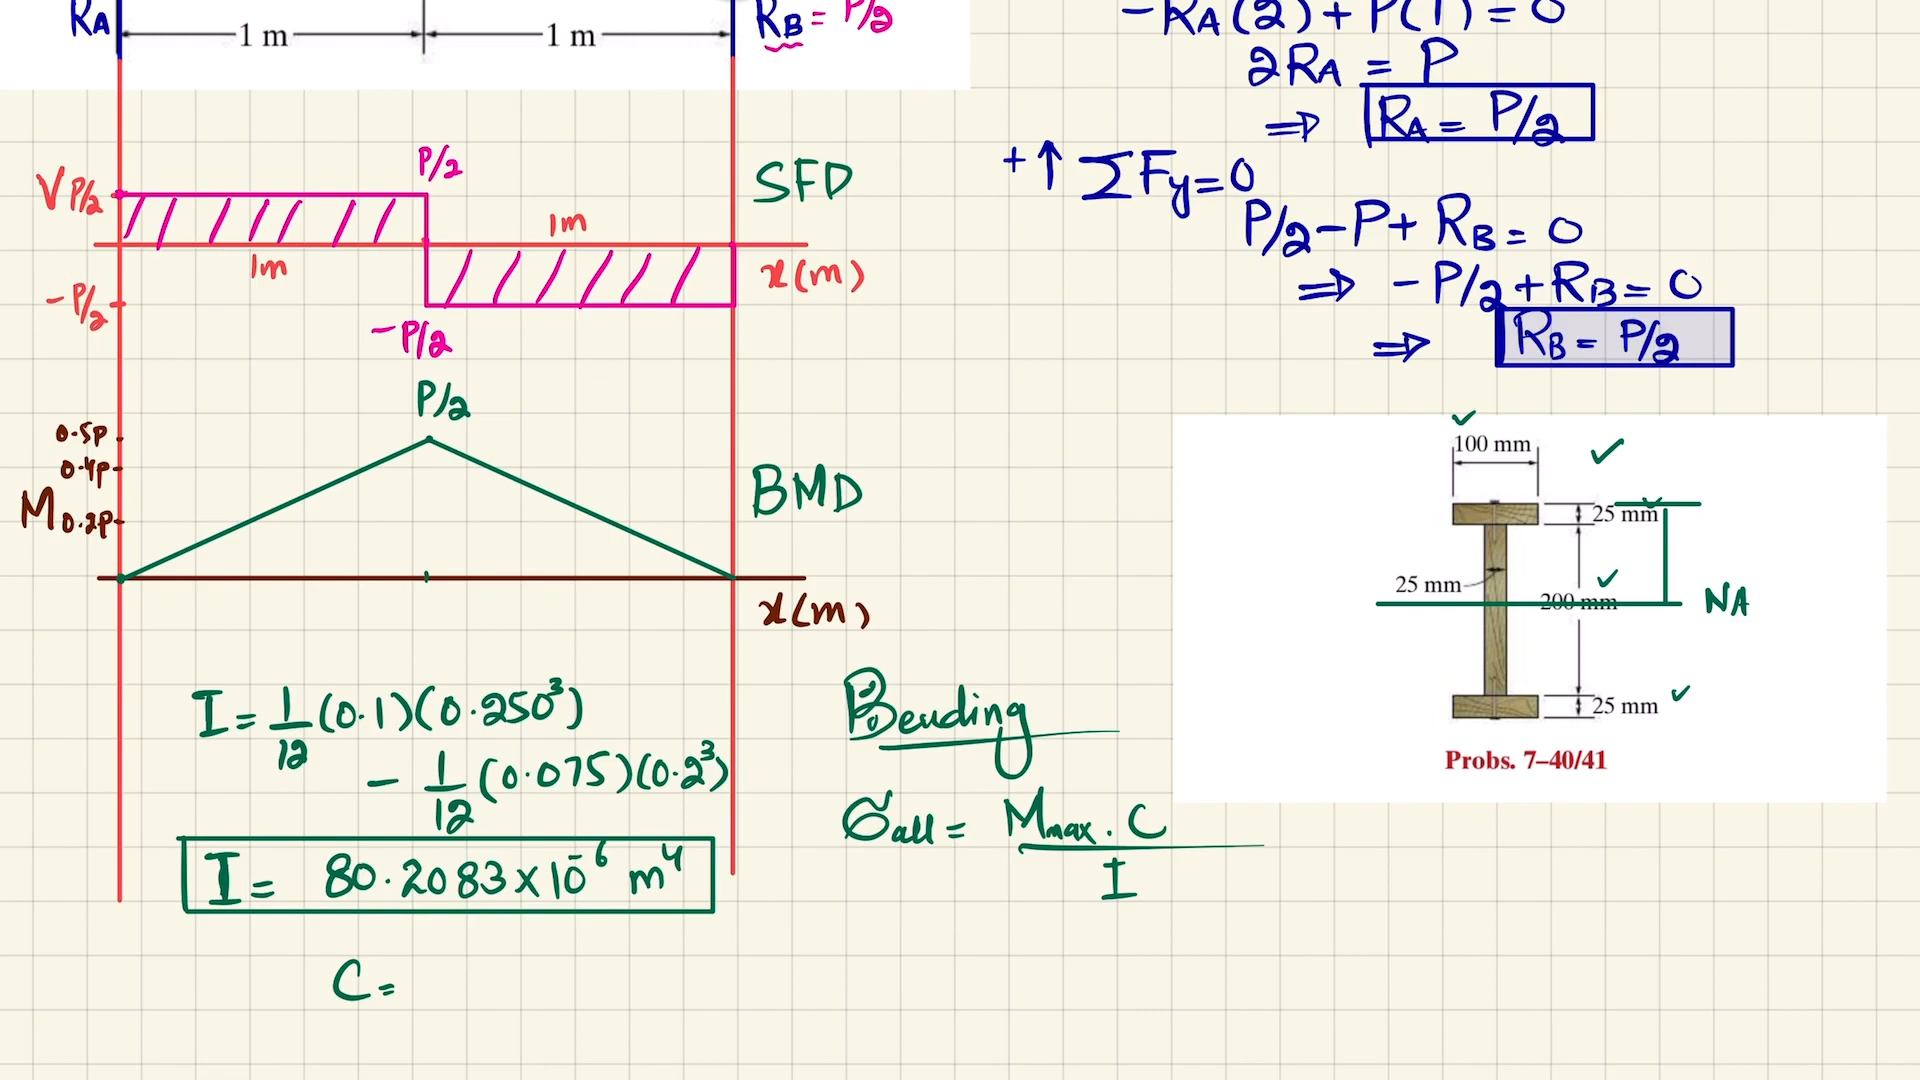 RA
1 m
1 m
RB = P/2
-RA(2) + P(1) = 0
2RA = P
⇒ RA = P/2
+↑ ΣFy=0
P/2-P+ RB = 0
⇒ -P/2+RB = 0
⇒ RB = P/2
V P/2
P/2
SFD
1m
1m
x(m)
-P/2
-P/2
P/2
0.5P
0.4P
M 0.2P
BMD
x(m)
100 mm
25 mm
25 mm
200 mm
NA
25 mm
Probs. 7–40/41
I = 1/12 (0.1)(0.250³)
- 1/12 (0.075)(0.2³)
I = 80.2083x10⁻⁶ m⁴
C =
Bending
σall = Mmax . C / I